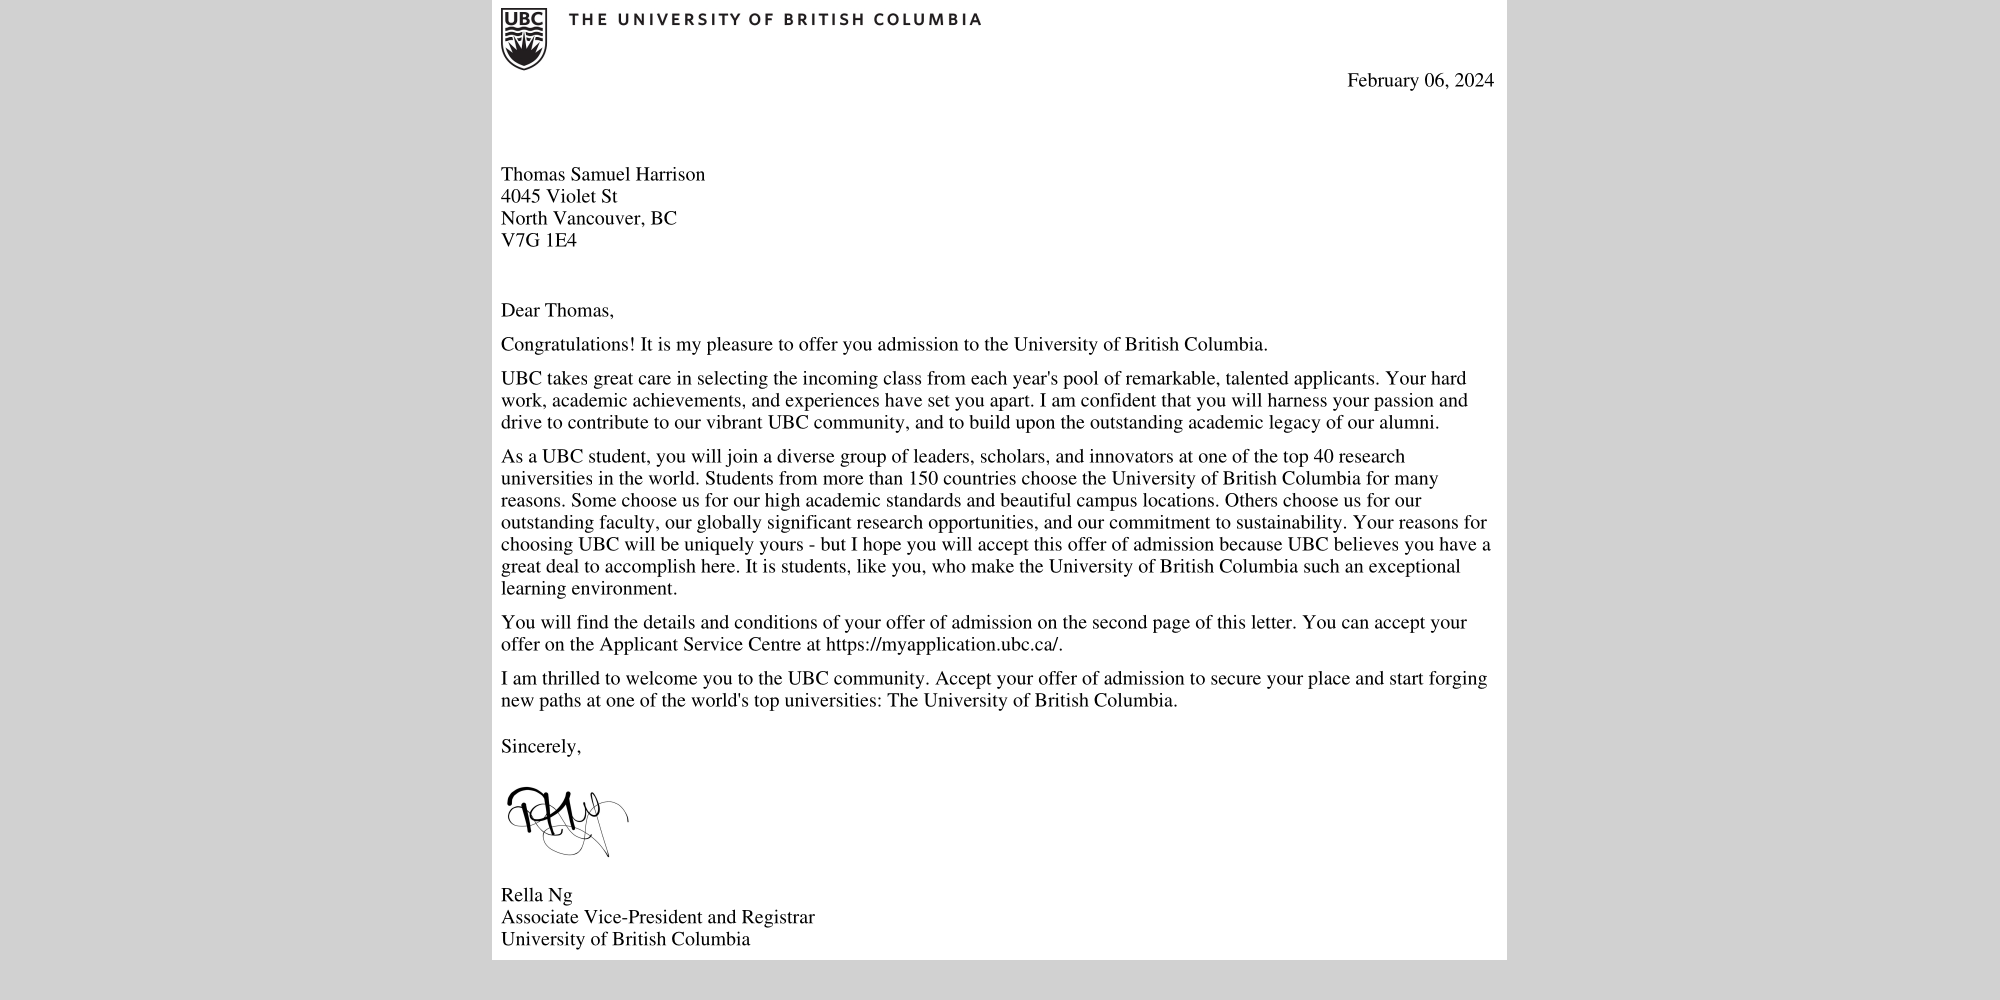 UBC
THE UNIVERSITY OF BRITISH COLUMBIA
February 06, 2024
Thomas Samuel Harrison
4045 Violet St
North Vancouver, BC
V7G 1E4
Dear Thomas,
Congratulations! It is my pleasure to offer you admission to the University of British Columbia.
UBC takes great care in selecting the incoming class from each year's pool of remarkable, talented applicants. Your hard
work, academic achievements, and experiences have set you apart. I am confident that you will harness your passion and
drive to contribute to our vibrant UBC community, and to build upon the outstanding academic legacy of our alumni.
As a UBC student, you will join a diverse group of leaders, scholars, and innovators at one of the top 40 research
universities in the world. Students from more than 150 countries choose the University of British Columbia for many
reasons. Some choose us for our high academic standards and beautiful campus locations. Others choose us for our
outstanding faculty, our globally significant research opportunities, and our commitment to sustainability. Your reasons for
choosing UBC will be uniquely yours - but I hope you will accept this offer of admission because UBC believes you have a
great deal to accomplish here. It is students, like you, who make the University of British Columbia such an exceptional
learning environment.
You will find the details and conditions of your offer of admission on the second page of this letter. You can accept your
offer on the Applicant Service Centre at https://myapplication.ubc.ca/.
I am thrilled to welcome you to the UBC community. Accept your offer of admission to secure your place and start forging
new paths at one of the world's top universities: The University of British Columbia.
Sincerely,
Rella Ng
Associate Vice-President and Registrar
University of British Columbia